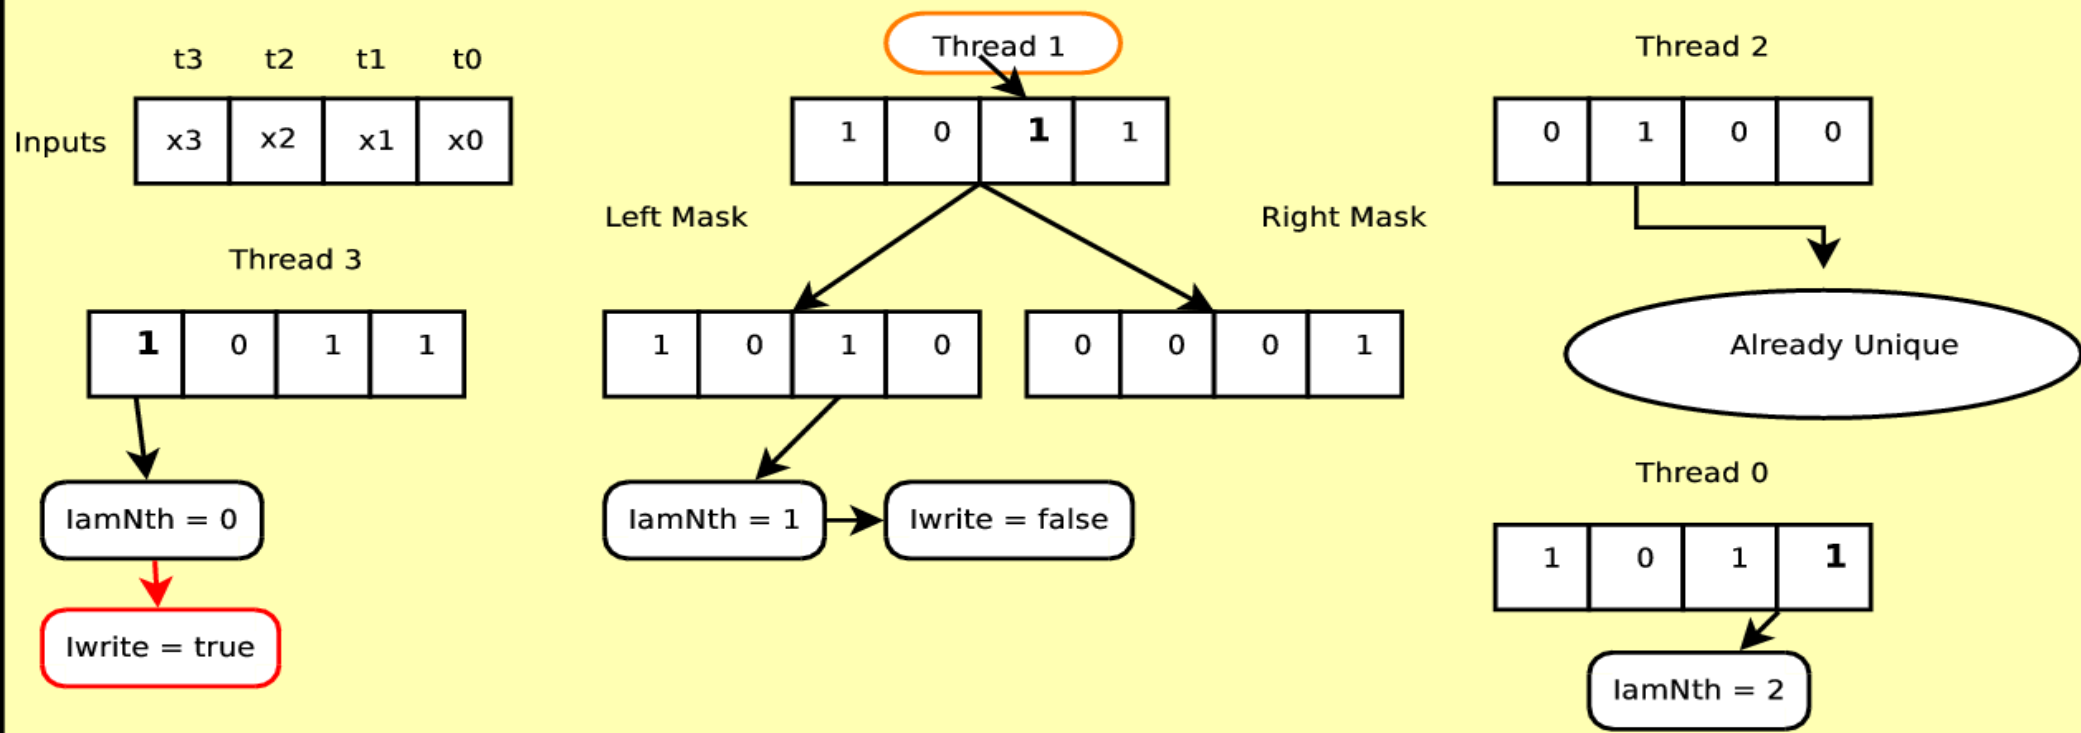 t3 t2 t1 t0
Inputs x3 x2 x1 x0
Thread 3
1 0 1 1
IamNth = 0
Iwrite = true
Thread 1
1 0 1 1
Left Mask Right Mask
1 0 1 0 0 0 0 1
IamNth = 1 Iwrite = false
Thread 2
0 1 0 0
Already Unique
Thread 0
1 0 1 1
IamNth = 2